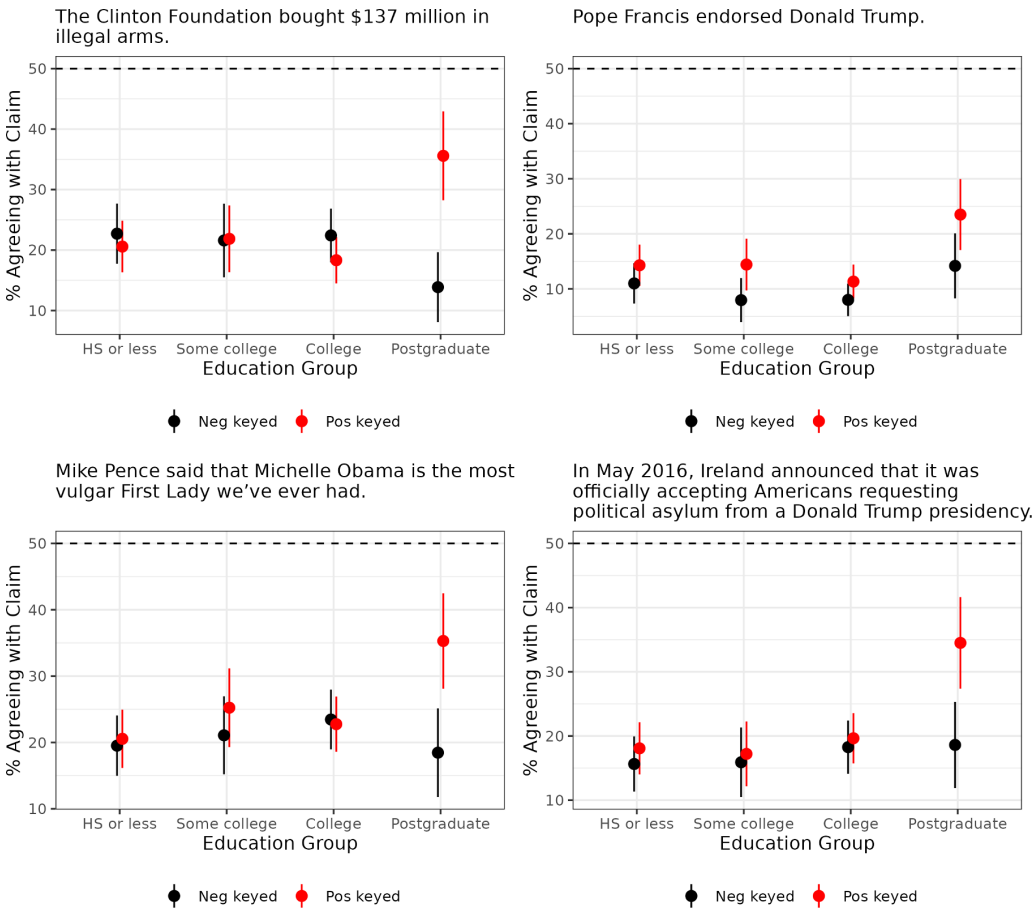 The Clinton Foundation bought $137 million in
illegal arms.
% Agreeing with Claim
50
40
30
20
10
HS or less
Some college
College
Postgraduate
Education Group
Neg keyed
Pos keyed
Pope Francis endorsed Donald Trump.
% Agreeing with Claim
50
40
30
20
10
HS or less
Some college
College
Postgraduate
Education Group
Neg keyed
Pos keyed
Mike Pence said that Michelle Obama is the most
vulgar First Lady we’ve ever had.
% Agreeing with Claim
50
40
30
20
10
HS or less
Some college
College
Postgraduate
Education Group
Neg keyed
Pos keyed
In May 2016, Ireland announced that it was
officially accepting Americans requesting
political asylum from a Donald Trump presidency.
% Agreeing with Claim
50
40
30
20
10
HS or less
Some college
College
Postgraduate
Education Group
Neg keyed
Pos keyed